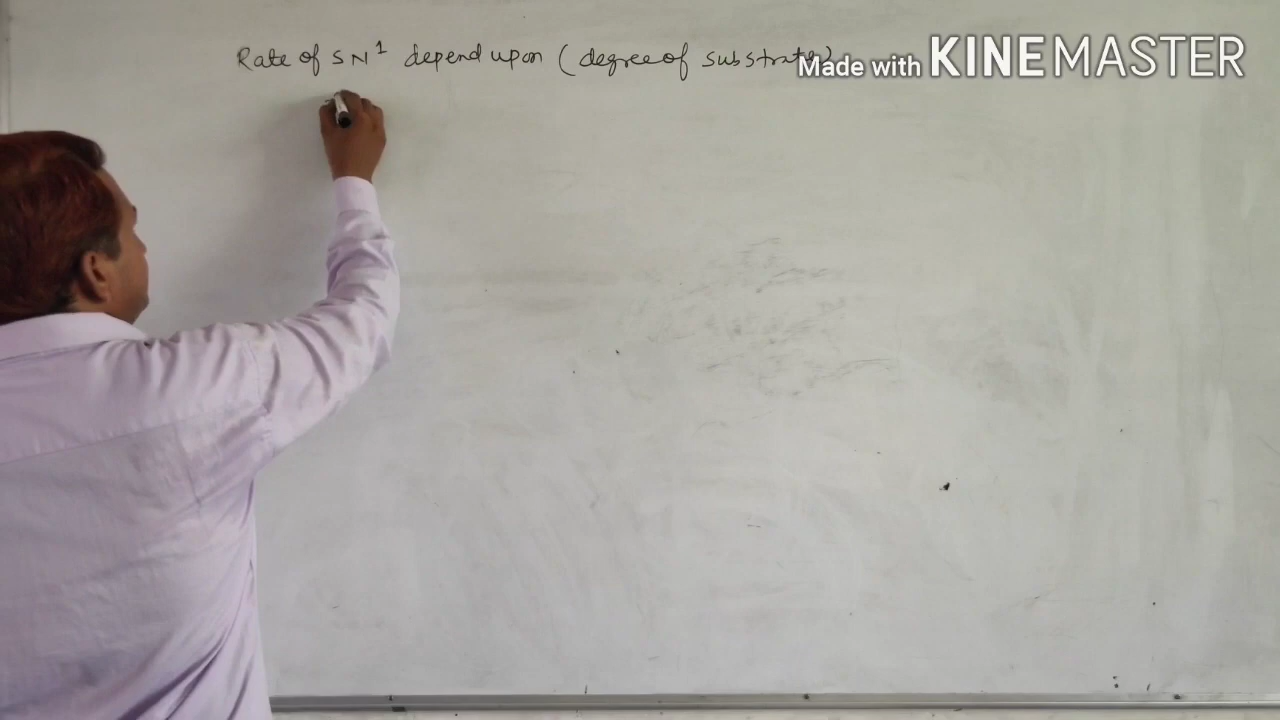 Rate of SN¹ depend upon (degree of substrate)
Made with KINEMASTER